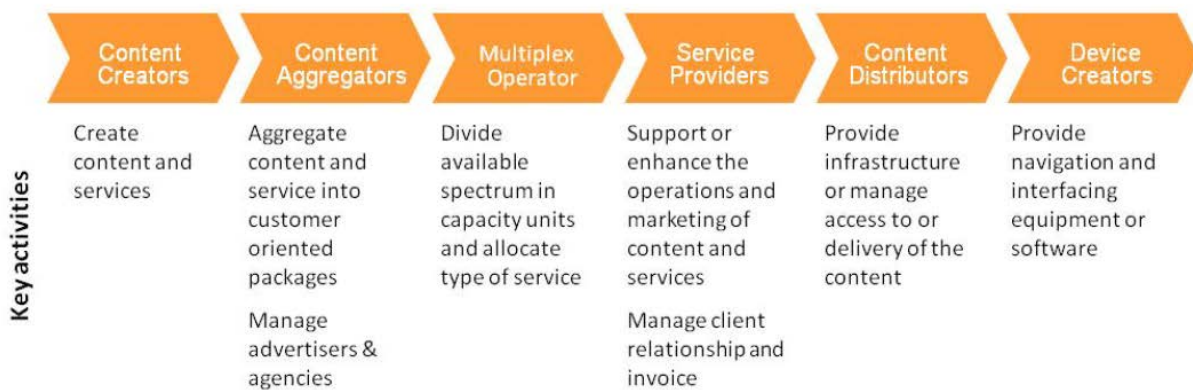 Content
Creators
Content
Aggregators
Multiplex
Operator
Service
Providers
Content
Distributors
Device
Creators
Key activities
Create
content and
services
Aggregate
content and
service into
customer
oriented
packages
Manage
advertisers &
agencies
Divide
available
spectrum in
capacity units
and allocate
type of service
Support or
enhance the
operations and
marketing of
content and
services
Manage client
relationship and
invoice
Provide
infrastructure
or manage
access to or
delivery of the
content
Provide
navigation and
interfacing
equipment or
software